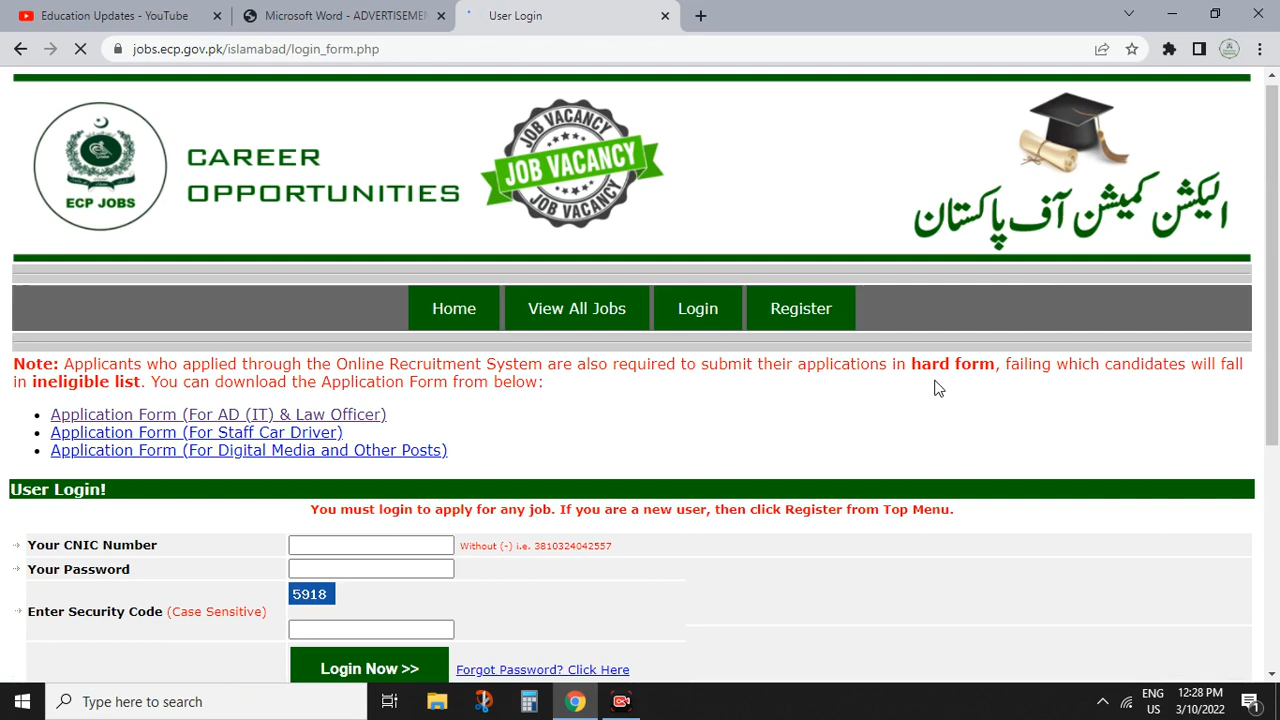 Education Updates - YouTube
Microsoft Word - ADVERTISEMEN
User Login
jobs.ecp.gov.pk/islamabad/login_form.php
ECP JOBS
CAREER
OPPORTUNITIES
JOB VACANCY
JOB VACANCY
JOB VACANCY
الیکشن کمیشن آف پاکستان
Home
View All Jobs
Login
Register
Note: Applicants who applied through the Online Recruitment System are also required to submit their applications in hard form, failing which candidates will fall
in ineligible list. You can download the Application Form from below:
Application Form (For AD (IT) & Law Officer)
Application Form (For Staff Car Driver)
Application Form (For Digital Media and Other Posts)
User Login!
You must login to apply for any job. If you are a new user, then click Register from Top Menu.
Your CNIC Number
Without (-) i.e. 3810324042557
Your Password
5918
Enter Security Code (Case Sensitive)
Login Now >>
Forgot Password? Click Here
Type here to search
ENG
US
12:28 PM
3/10/2022
1